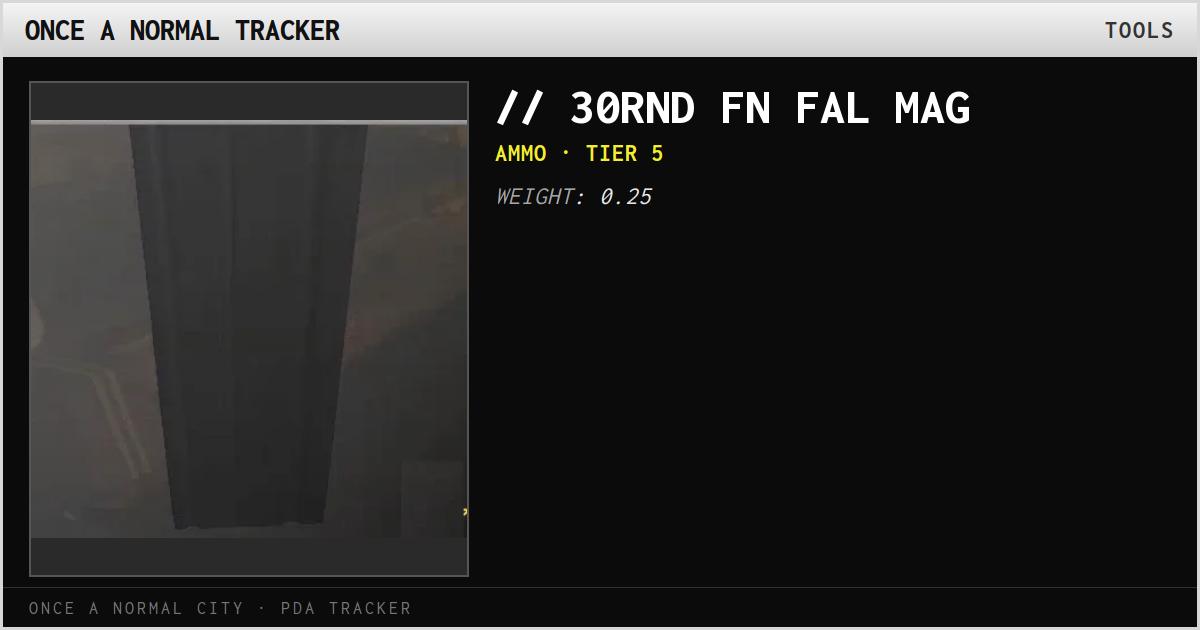 ONCE A NORMAL TRACKER
TOOLS
// 30RND FN FAL MAG
AMMO · TIER 5
WEIGHT: 0.25
ONCE A NORMAL CITY · PDA TRACKER